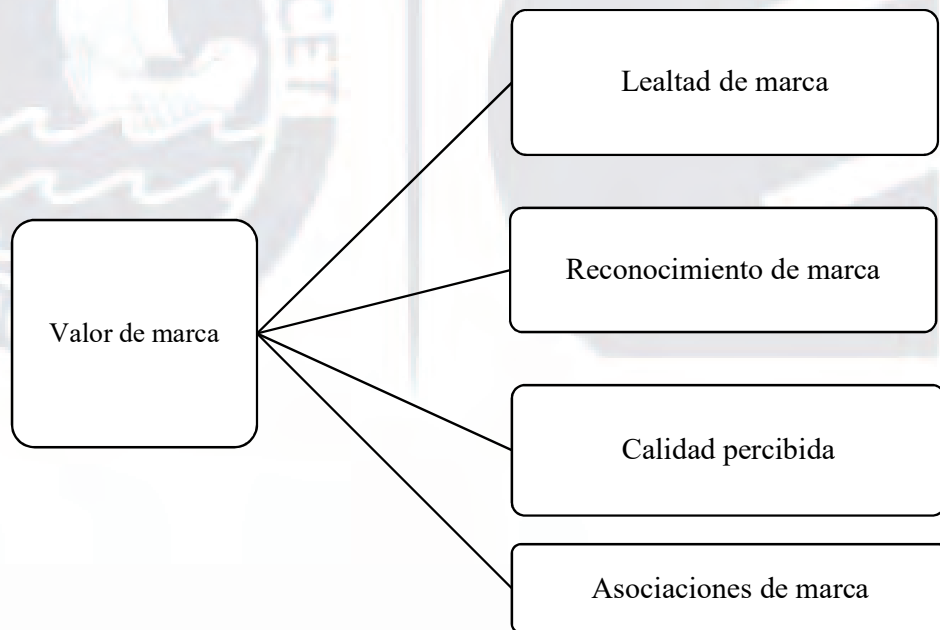 Lealtad de marca
Reconocimiento de marca
Valor de marca
Calidad percibida
Asociaciones de marca